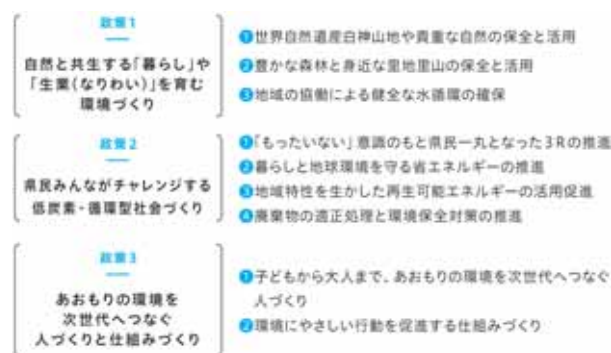 政策1
自然と共生する「暮らし」や
「生業(なりわい)」を育む
環境づくり
❶世界自然遺産白神山地や貴重な自然の保全と活用
❷豊かな森林と身近な里地里山の保全と活用
❸地域の協働による健全な水循環の確保
政策2
県民みんながチャレンジする
低炭素・循環型社会づくり
❶「もったいない」意識のもと県民一丸となった3Rの推進
❷暮らしと地球環境を守る省エネルギーの推進
❸地域特性を生かした再生可能エネルギーの活用促進
❹廃棄物の適正処理と環境保全対策の推進
政策3
あおもりの環境を
次世代へつなぐ
人づくりと仕組みづくり
❶子どもから大人まで、あおもりの環境を次世代へつなぐ
人づくり
❷環境にやさしい行動を促進する仕組みづくり